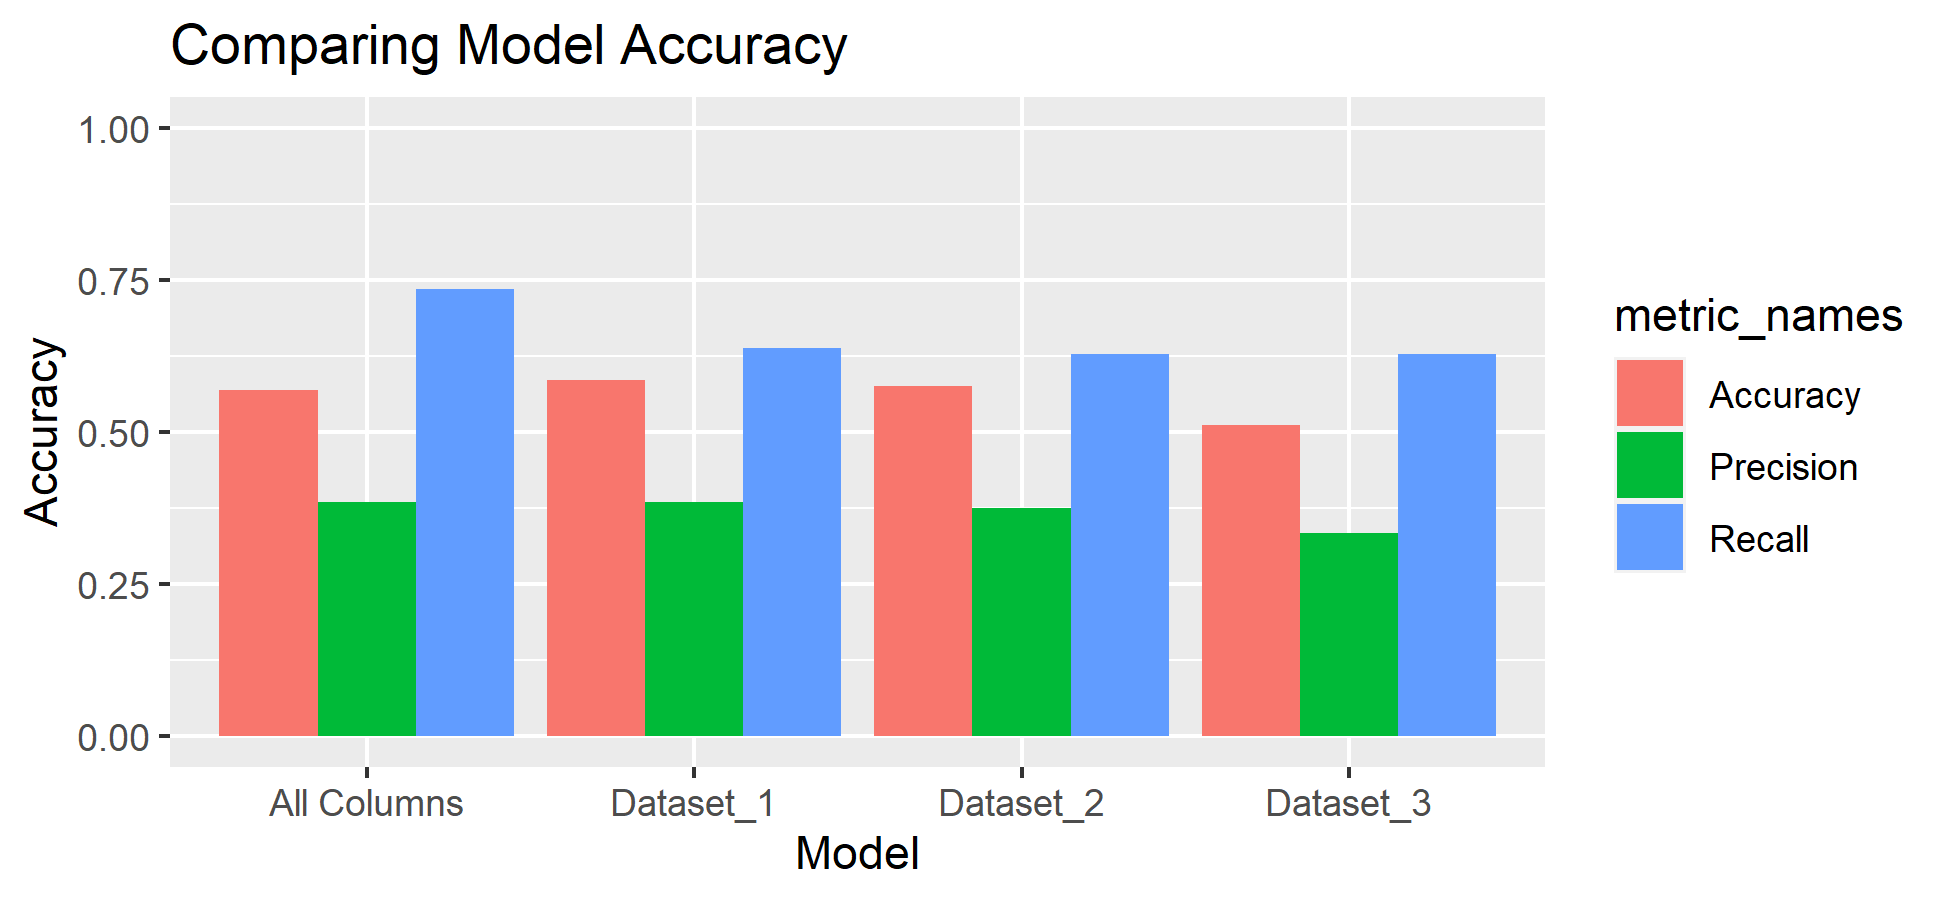 Comparing Model Accuracy
1.00
0.75
0.50
0.25
0.00
Accuracy
All Columns
Dataset_1
Dataset_2
Dataset_3
Model
metric_names
Accuracy
Precision
Recall